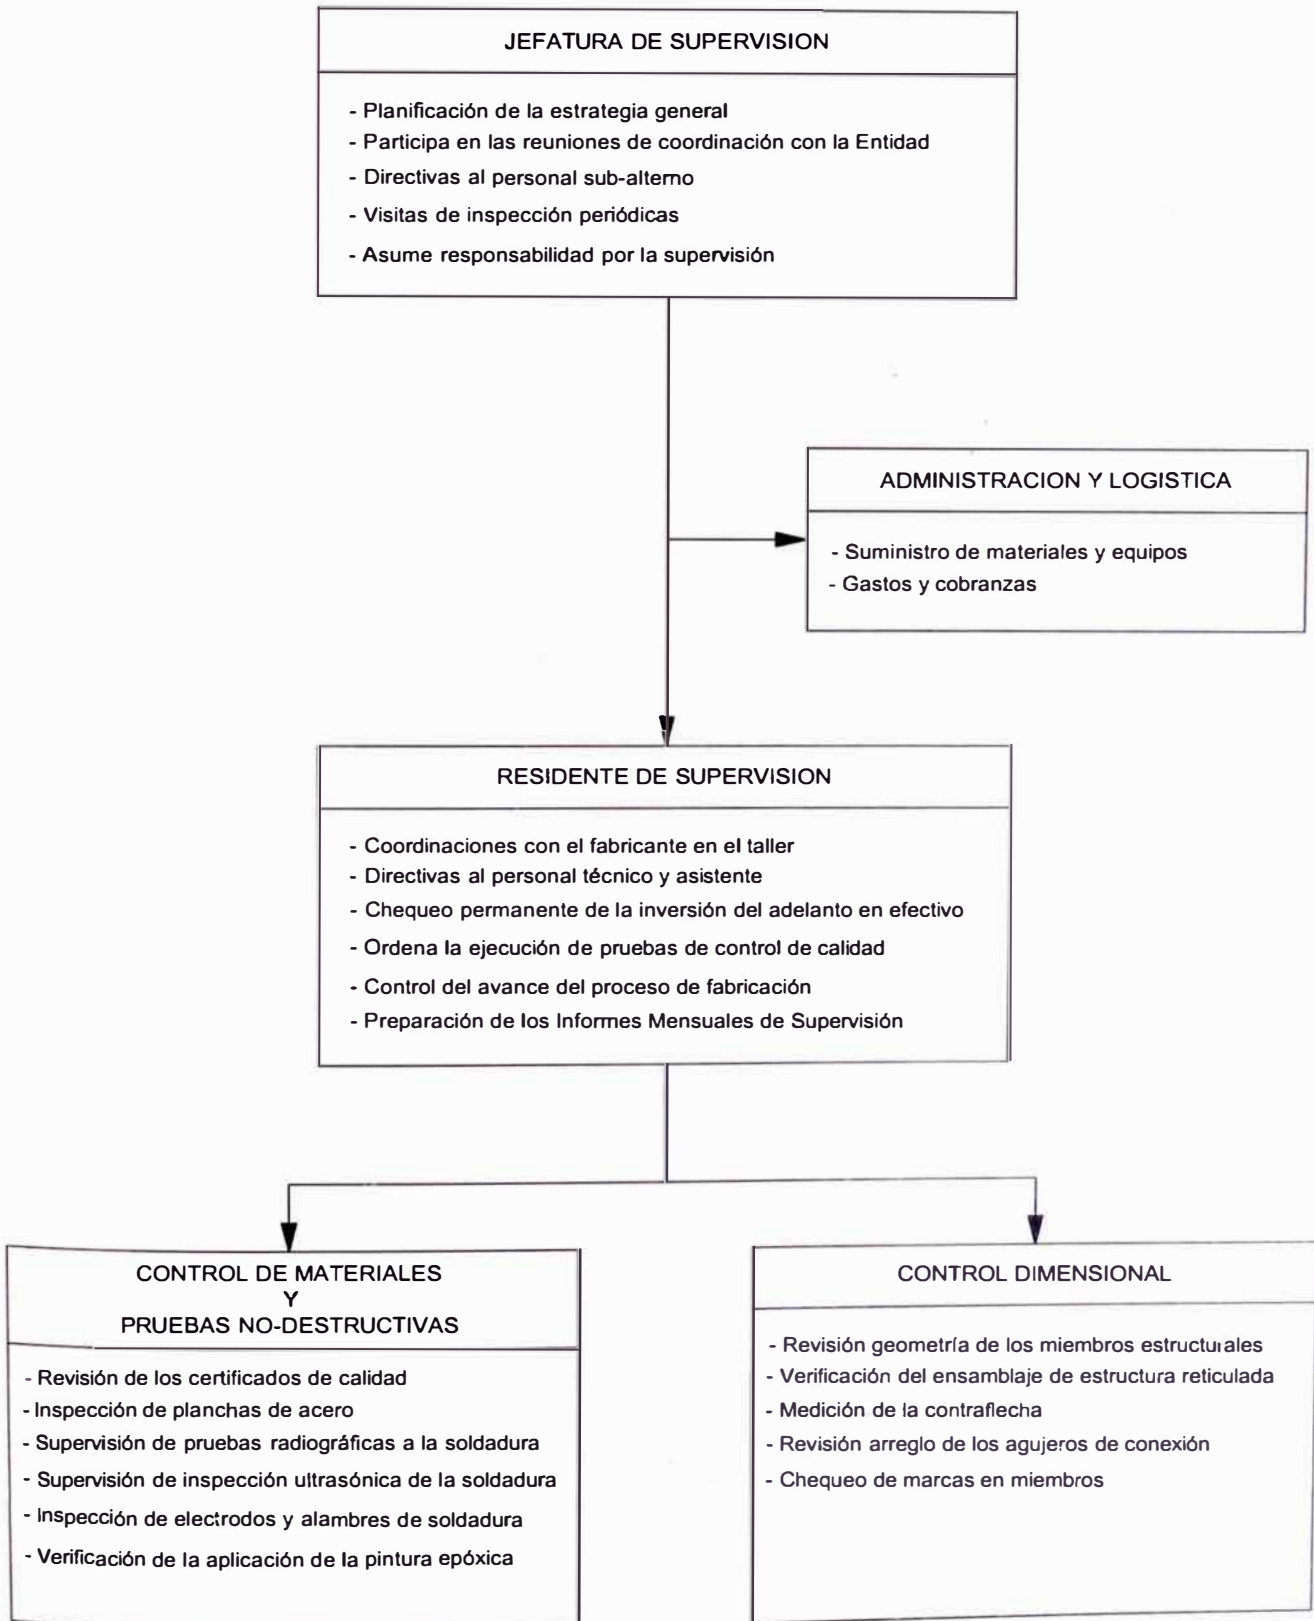 JEFATURA DE SUPERVISION
- Planificación de la estrategia general
- Participa en las reuniones de coordinación con la Entidad
- Directivas al personal sub-alterno
- Visitas de inspección periódicas
- Asume responsabilidad por la supervisión
ADMINISTRACION Y LOGISTICA
- Suministro de materiales y equipos
- Gastos y cobranzas
RESIDENTE DE SUPERVISION
- Coordinaciones con el fabricante en el taller
- Directivas al personal técnico y asistente
- Chequeo permanente de la inversión del adelanto en efectivo
- Ordena la ejecución de pruebas de control de calidad
- Control del avance del proceso de fabricación
- Preparación de los Informes Mensuales de Supervisión
CONTROL DE MATERIALES
Y
PRUEBAS NO-DESTRUCTIVAS
- Revisión de los certificados de calidad
- Inspección de planchas de acero
- Supervisión de pruebas radiográficas a la soldadura
- Supervisión de inspección ultrasónica de la soldadura
- Inspección de electrodos y alambres de soldadura
- Verificación de la aplicación de la pintura epóxica
CONTROL DIMENSIONAL
- Revisión geometría de los miembros estructurales
- Verificación del ensamblaje de estructura reticulada
- Medición de la contraflecha
- Revisión arreglo de los agujeros de conexión
- Chequeo de marcas en miembros